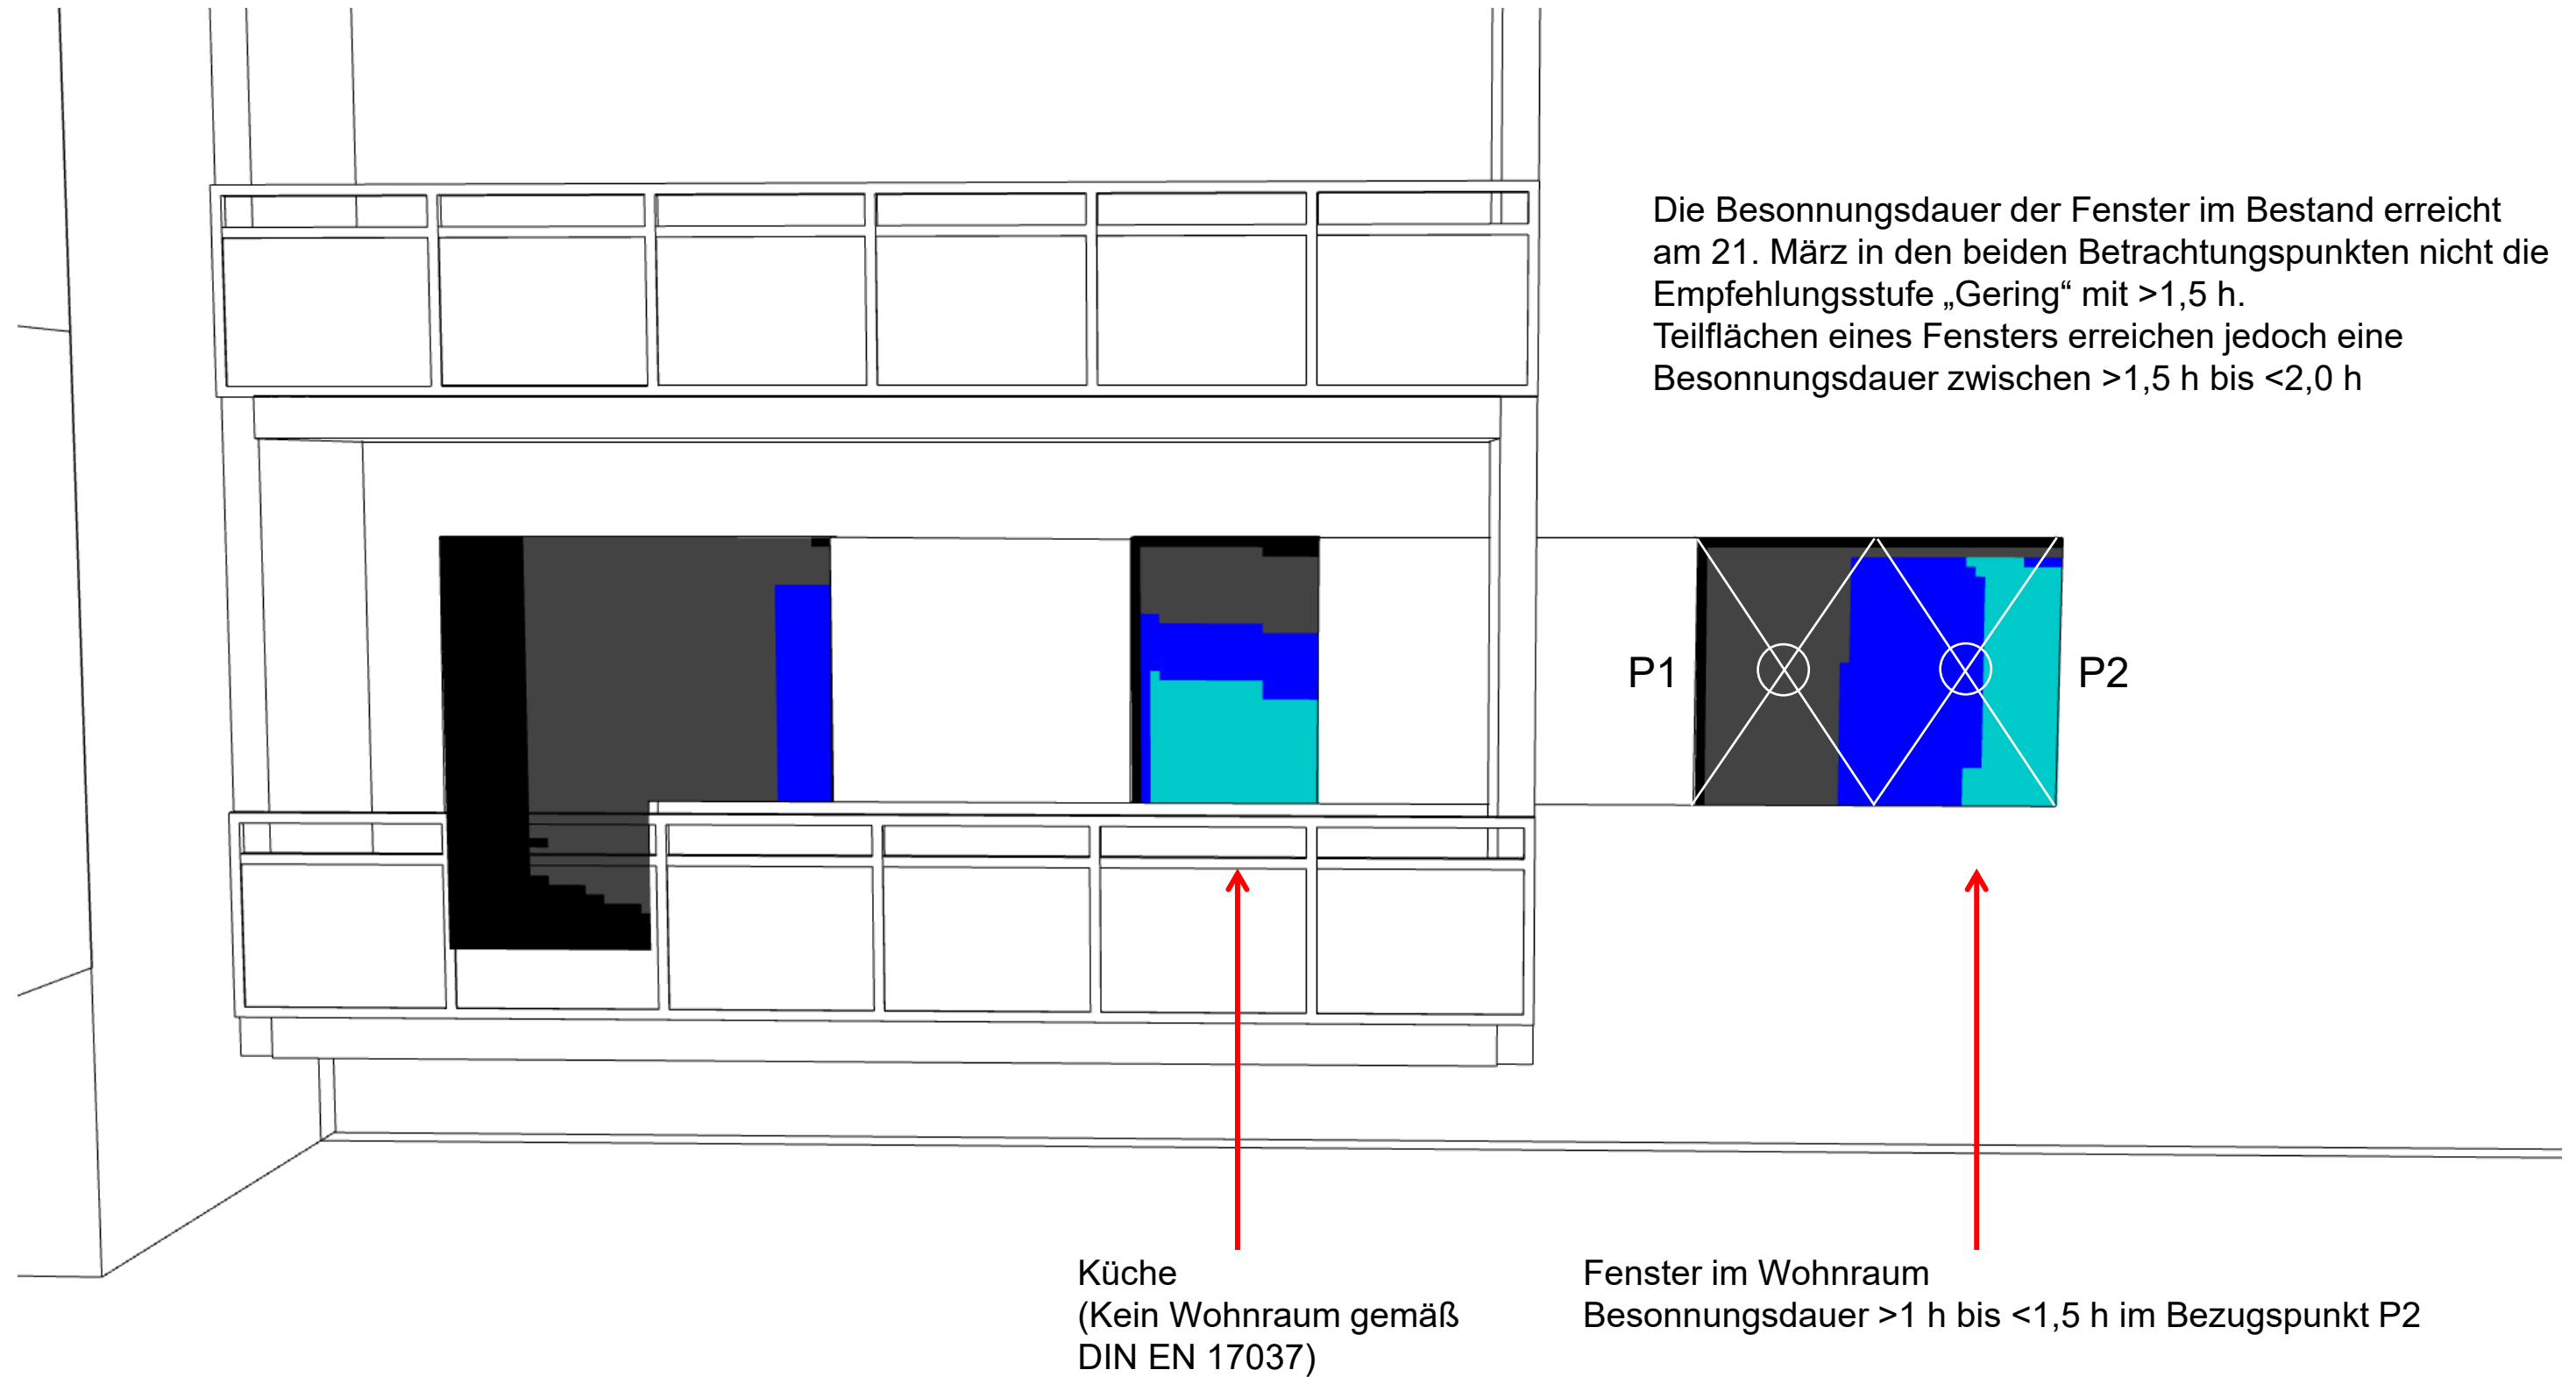 Die Besonnungsdauer der Fenster im Bestand erreicht
am 21. März in den beiden Betrachtungspunkten nicht die
Empfehlungsstufe „Gering“ mit >1,5 h.
Teilflächen eines Fensters erreichen jedoch eine
Besonnungsdauer zwischen >1,5 h bis <2,0 h
P1
P2
Küche
(Kein Wohnraum gemäß
DIN EN 17037)
Fenster im Wohnraum
Besonnungsdauer >1 h bis <1,5 h im Bezugspunkt P2